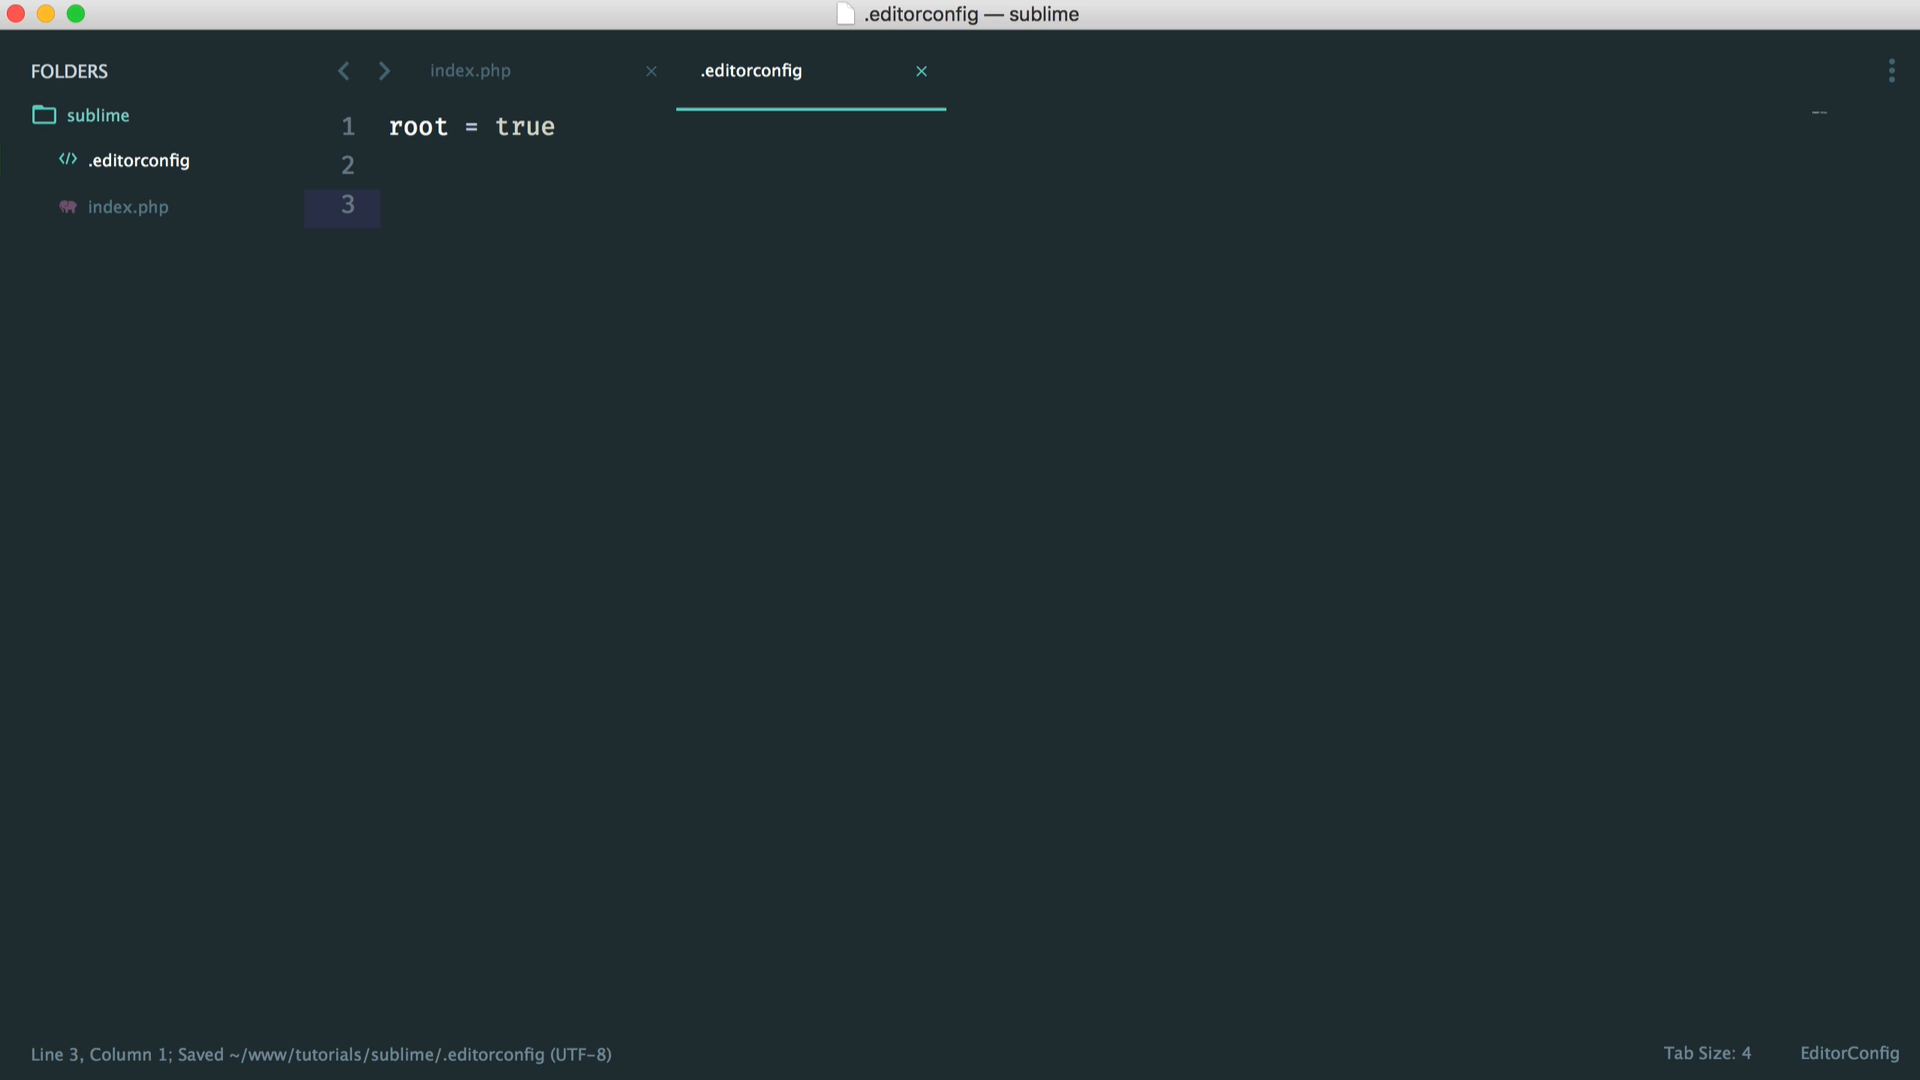 .editorconfig — sublime
FOLDERS
sublime
.editorconfig
index.php
index.php
.editorconfig
1 root = true
2
3
Line 3, Column 1; Saved ~/www/tutorials/sublime/.editorconfig (UTF-8)
Tab Size: 4
EditorConfig